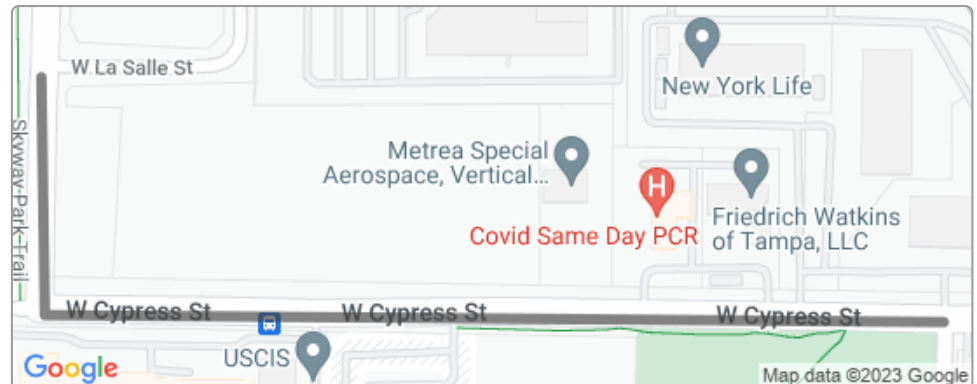 W La Salle St
New York Life
Skyway-Park-Trail
Metrea Special
Aerospace, Vertical...
Covid Same Day PCR
Friedrich Watkins
of Tampa, LLC
W Cypress St
W Cypress St
W Cypress St
USCIS
H
Google
Map data ©2023 Google